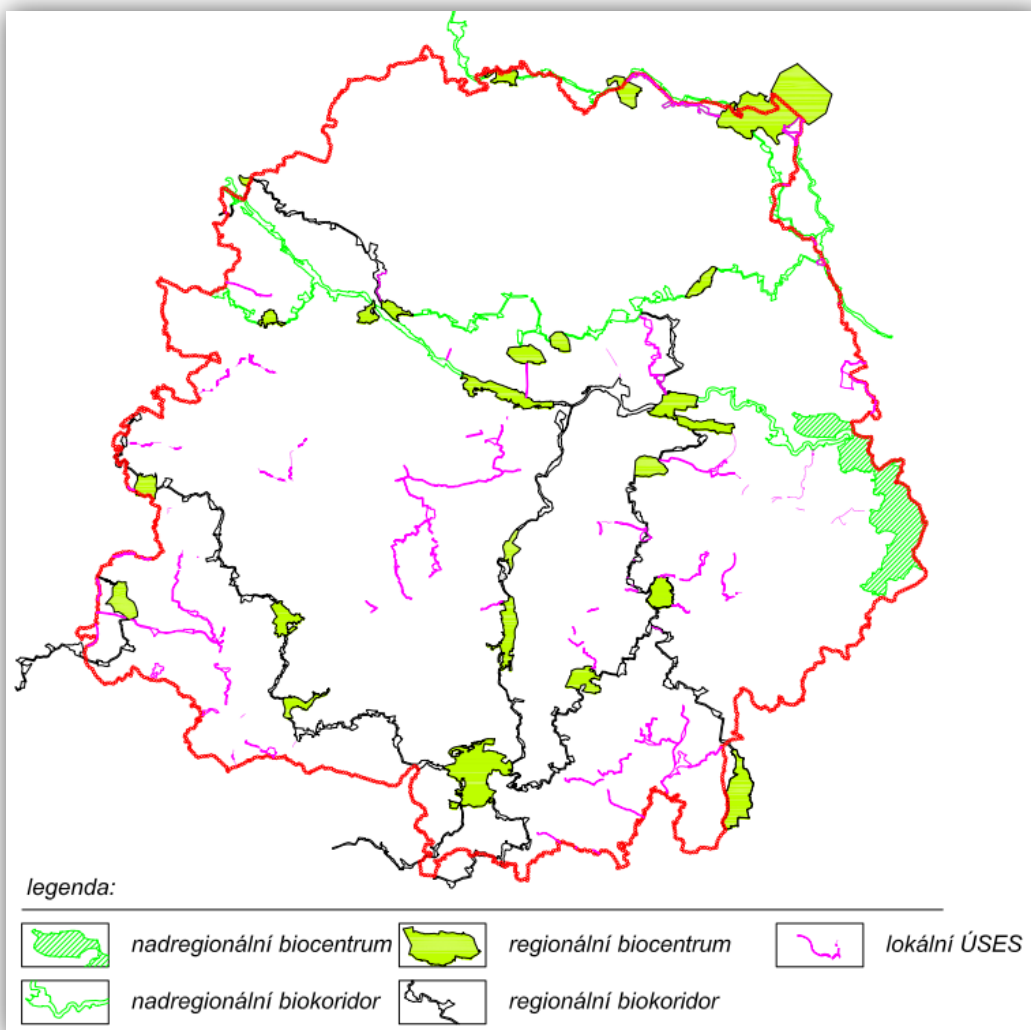 legenda:
nadregionální biocentrum
regionální biocentrum
lokální ÚSES
nadregionální biokoridor
regionální biokoridor